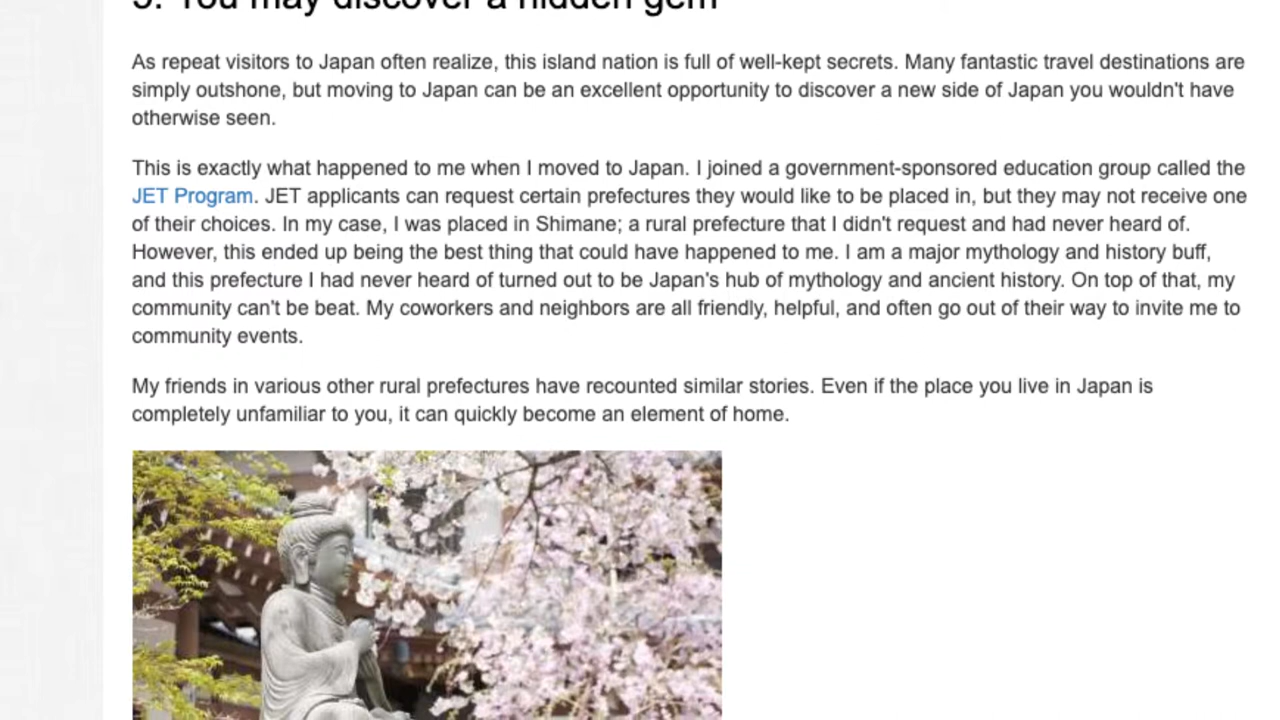 5. You may discover a hidden gem
As repeat visitors to Japan often realize, this island nation is full of well-kept secrets. Many fantastic travel destinations are
simply outshone, but moving to Japan can be an excellent opportunity to discover a new side of Japan you wouldn't have
otherwise seen.
This is exactly what happened to me when I moved to Japan. I joined a government-sponsored education group called the
JET Program. JET applicants can request certain prefectures they would like to be placed in, but they may not receive one
of their choices. In my case, I was placed in Shimane; a rural prefecture that I didn't request and had never heard of.
However, this ended up being the best thing that could have happened to me. I am a major mythology and history buff,
and this prefecture I had never heard of turned out to be Japan's hub of mythology and ancient history. On top of that, my
community can't be beat. My coworkers and neighbors are all friendly, helpful, and often go out of their way to invite me to
community events.
My friends in various other rural prefectures have recounted similar stories. Even if the place you live in Japan is
completely unfamiliar to you, it can quickly become an element of home.